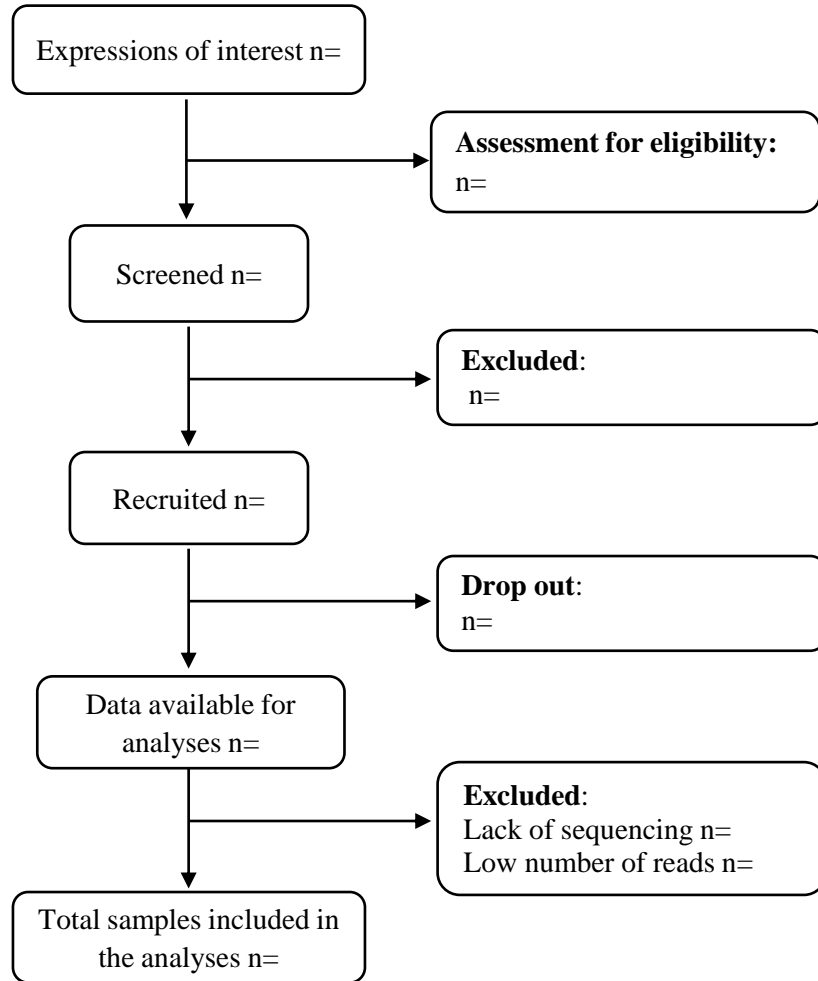 Expressions of interest n=
Assessment for eligibility:
n=
Screened n=
Excluded:
n=
Recruited n=
Drop out:
n=
Data available for
analyses n=
Excluded:
Lack of sequencing n=
Low number of reads n=
Total samples included in
the analyses n=